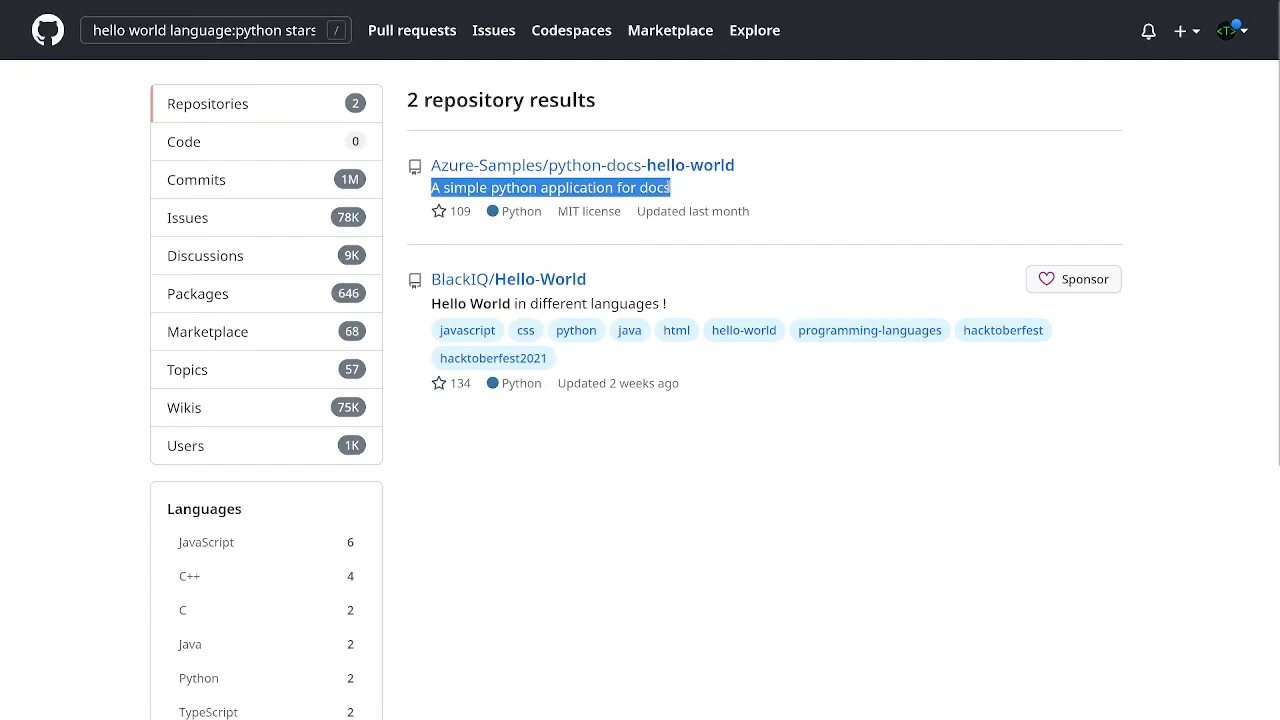 hello world language:python stars / Pull requests Issues Codespaces Marketplace Explore
Repositories 2
Code 0
Commits 1M
Issues 78K
Discussions 9K
Packages 646
Marketplace 68
Topics 57
Wikis 75K
Users 1K
Languages
JavaScript 6
C++ 4
C 2
Java 2
Python 2
TypeScript 2
2 repository results
Azure-Samples/python-docs-hello-world
A simple python application for docs
109 Python MIT license Updated last month
BlackIQ/Hello-World Sponsor
Hello World in different languages !
javascript css python java html hello-world programming-languages hacktoberfest
hacktoberfest2021
134 Python Updated 2 weeks ago